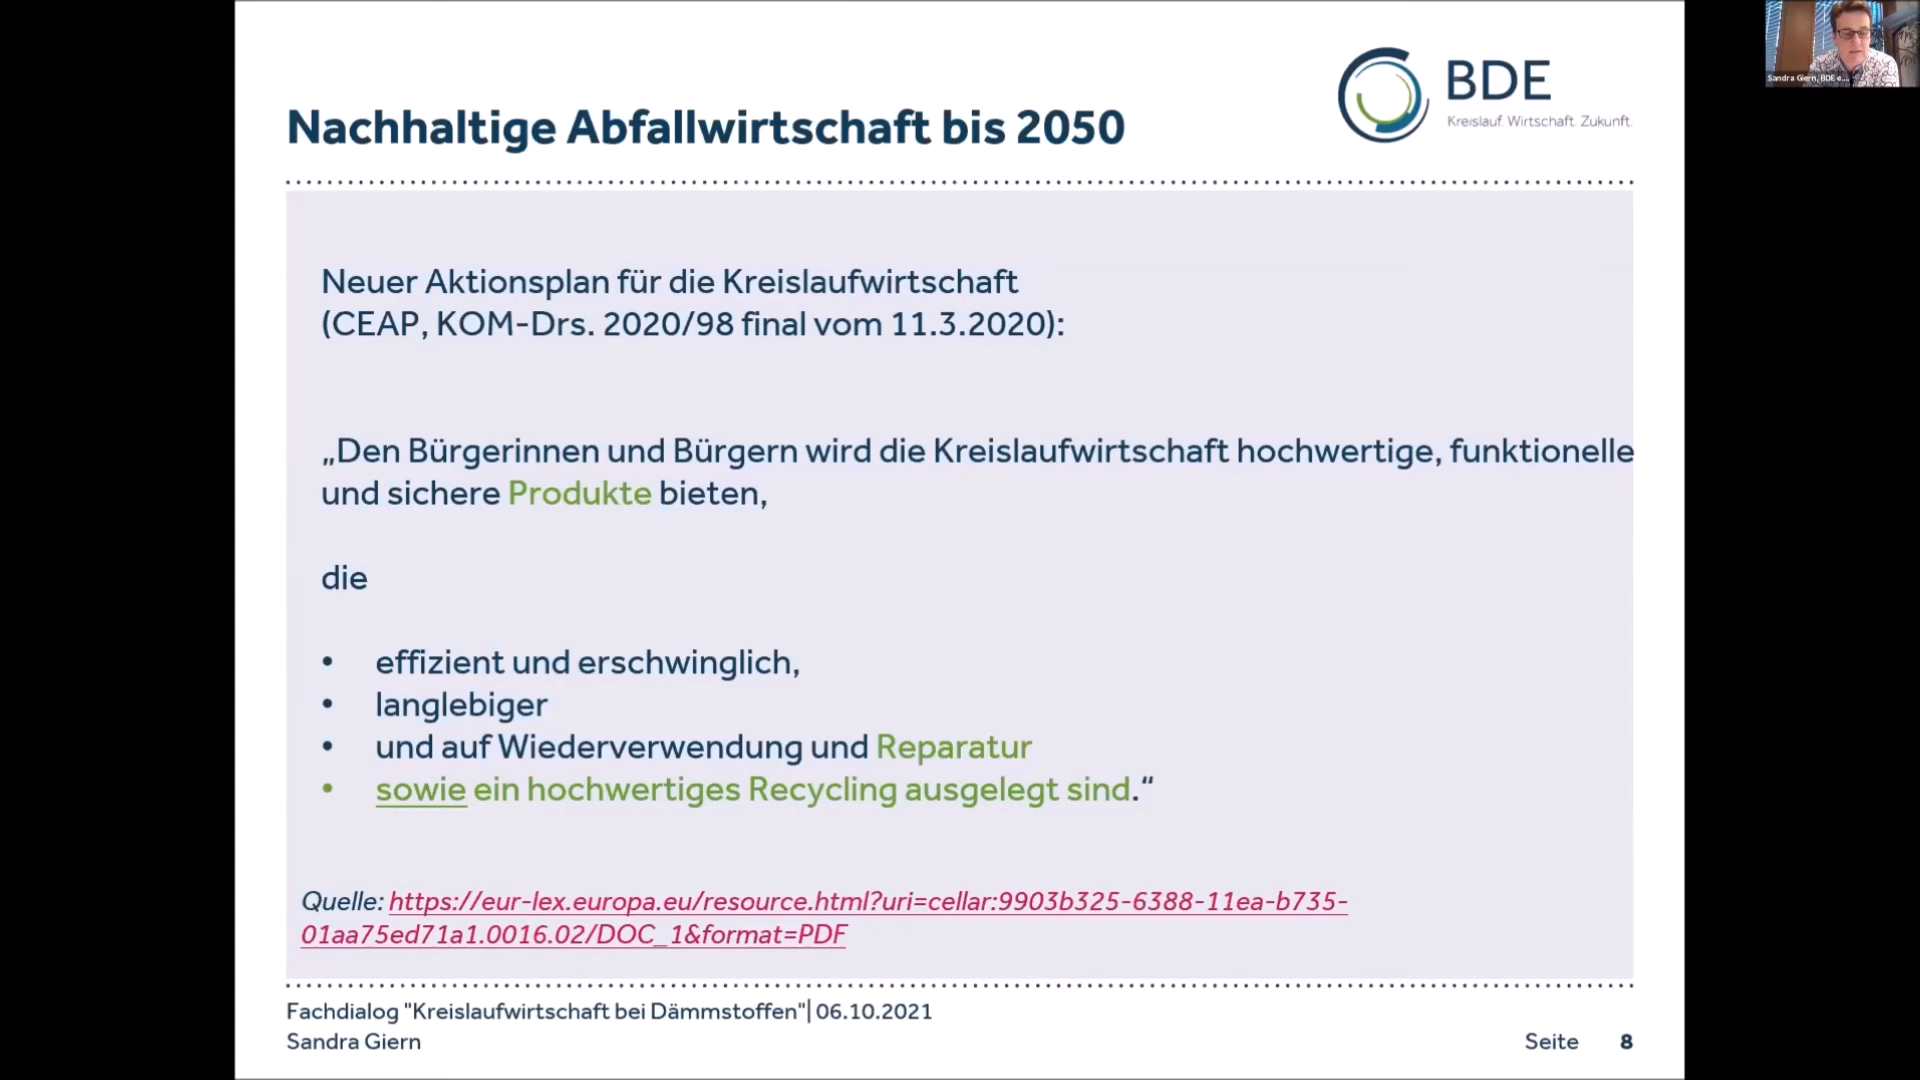 BDE
Kreislauf. Wirtschaft. Zukunft.
Nachhaltige Abfallwirtschaft bis 2050
Neuer Aktionsplan für die Kreislaufwirtschaft
(CEAP, KOM-Drs. 2020/98 final vom 11.3.2020):
„Den Bürgerinnen und Bürgern wird die Kreislaufwirtschaft hochwertige, funktionelle
und sichere Produkte bieten,
die
• effizient und erschwinglich,
• langlebiger
• und auf Wiederverwendung und Reparatur
• sowie ein hochwertiges Recycling ausgelegt sind.“
Quelle: https://eur-lex.europa.eu/resource.html?uri=cellar:9903b325-6388-11ea-b735-
01aa75ed71a1.0016.02/DOC_1&format=PDF
Fachdialog "Kreislaufwirtschaft bei Dämmstoffen"| 06.10.2021
Sandra Giern
Seite 8
Sandra Giern, BDE e...